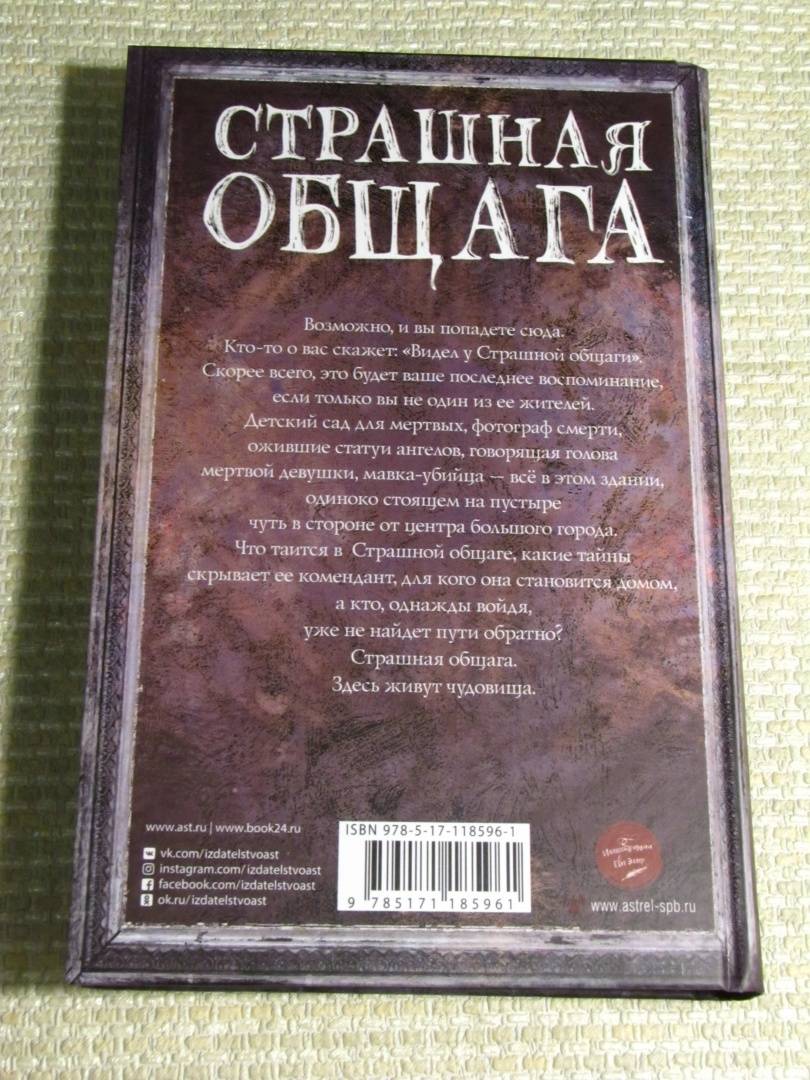 СТРАШНАЯ
ОБЩАГА
Возможно, и вы попадете сюда.
Кто-то о вас скажет: «Видел у Страшной общаги».
Скорее всего, это будет ваше последнее воспоминание,
если только вы не один из ее жителей.
Детский сад для мертвых, фотограф смерти,
ожившие статуи ангелов, говорящая голова
мертвой девушки, мавка-убийца — всё в этом здании,
одиноко стоящем на пустыре
чуть в стороне от центра большого города.
Что таится в Страшной общаге, какие тайны
скрывает ее комендант, для кого она становится домом,
а кто, однажды войдя,
уже не найдет пути обратно?
Страшная общага.
Здесь живут чудовища.
www.ast.ru | www.book24.ru
vk.com/izdatelstvoast
instagram.com/izdatelstvoast
facebook.com/izdatelstvoast
ok.ru/izdatelstvoast
ISBN 978-5-17-118596-1
9 785171 185961
www.astrel-spb.ru